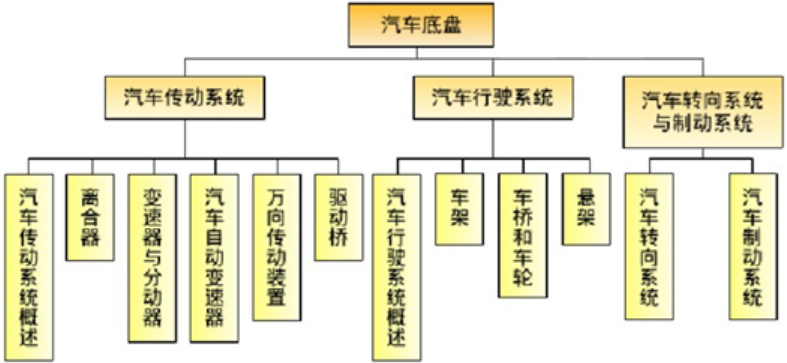 汽车底盘
汽车传动系统
汽车行驶系统
汽车转向系统
与制动系统
汽车传动系统概述
离合器
变速器与分动器
汽车自动变速器
万向传动装置
驱动桥
汽车行驶系统概述
车架
车桥和车轮
悬架
汽车转向系统
汽车制动系统